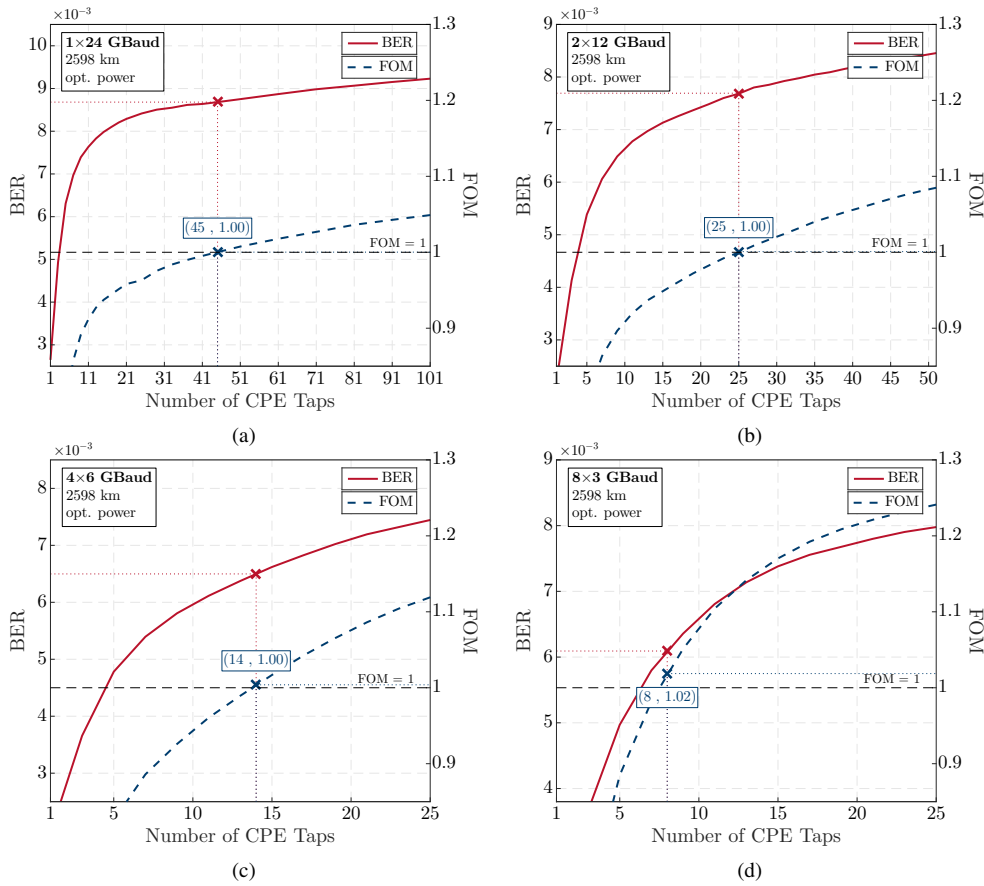 ×10⁻³
1×24 GBaud
2598 km
opt. power
BER
FOM
10
9
8
7
6
5
4
3
1.3
1.2
1.1
1
0.9
(45 , 1.00)
FOM = 1
BER
FOM
1 11 21 31 41 51 61 71 81 91 101
Number of CPE Taps
(a)
×10⁻³
2×12 GBaud
2598 km
opt. power
BER
FOM
9
8
7
6
5
4
3
1.3
1.2
1.1
1
0.9
(25 , 1.00)
FOM = 1
BER
FOM
1 5 10 15 20 25 30 35 40 45 50
Number of CPE Taps
(b)
×10⁻³
4×6 GBaud
2598 km
opt. power
BER
FOM
8
7
6
5
4
3
1.3
1.2
1.1
1
0.9
(14 , 1.00)
FOM = 1
BER
FOM
1 5 10 15 20 25
Number of CPE Taps
(c)
×10⁻³
8×3 GBaud
2598 km
opt. power
BER
FOM
9
8
7
6
5
4
1.3
1.2
1.1
1
0.9
(8 , 1.02)
FOM = 1
BER
FOM
1 5 10 15 20 25
Number of CPE Taps
(d)